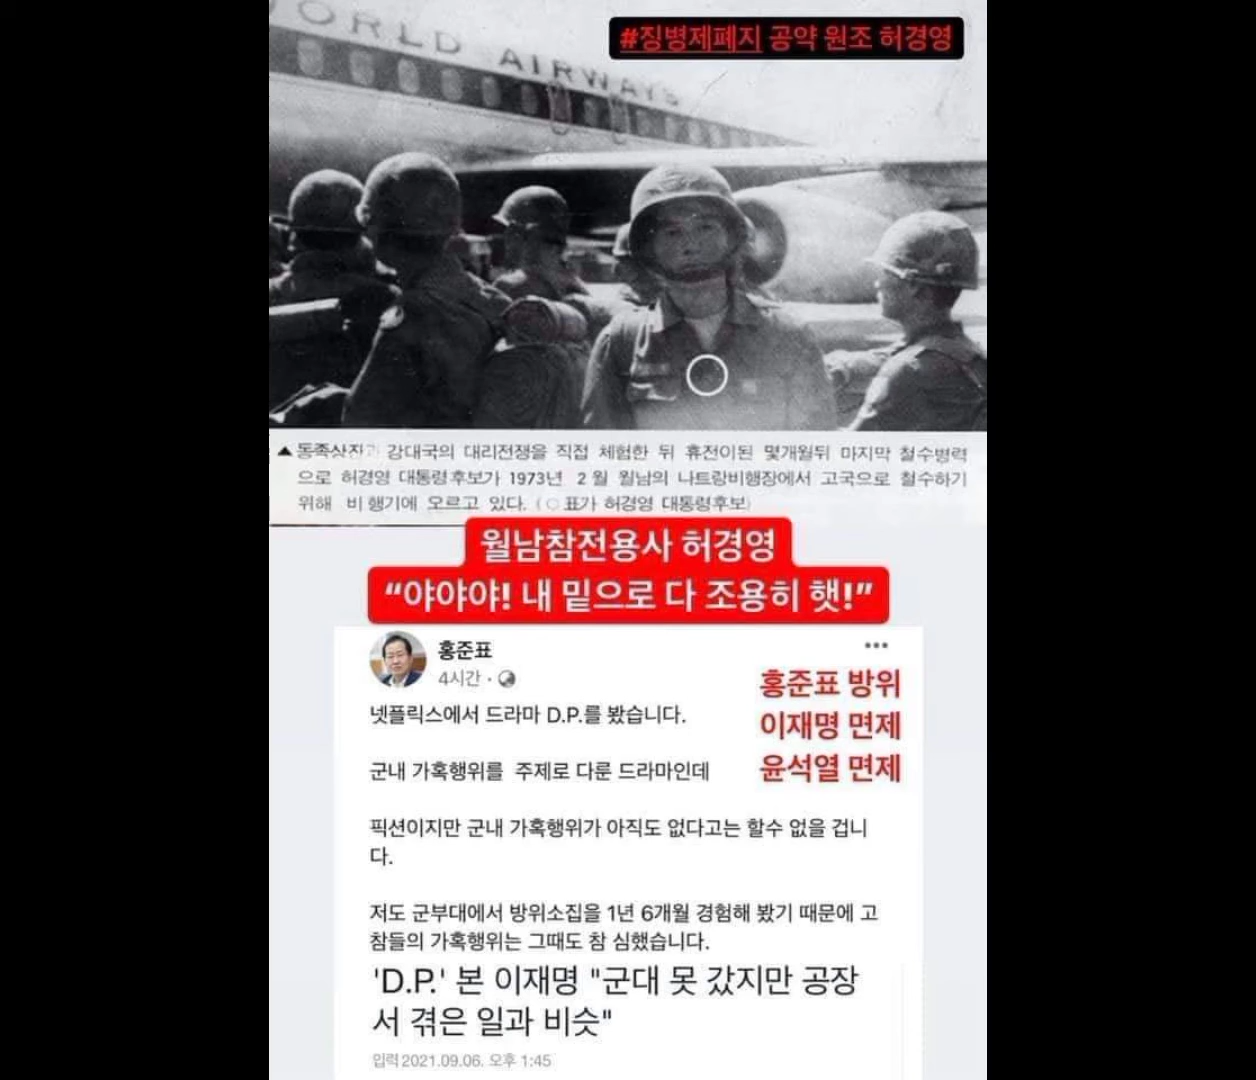 #징병제폐지 공약 원조 허경영
WORLD AIRWAYS
▲동족상잔과 강대국의 대리전쟁을 직접 체험한 뒤 휴전이된 몇개월뒤 마지막 철수병력
으로 허경영 대통령후보가 1973년 2월 월남의 나트랑비행장에서 고국으로 철수하기
위해 비행기에 오르고 있다. (○표가 허경영 대통령후보)
월남참전용사 허경영
“야야야! 내 밑으로 다 조용히 햇!”
홍준표
4시간 ·
홍준표 방위
이재명 면제
윤석열 면제
넷플릭스에서 드라마 D.P.를 봤습니다.
군내 가혹행위를 주제로 다룬 드라마인데
픽션이지만 군내 가혹행위가 아직도 없다고는 할수 없을 겁니
다.
저도 군부대에서 방위소집을 1년 6개월 경험해 봤기 때문에 고
참들의 가혹행위는 그때도 참 심했습니다.
'D.P.' 본 이재명 "군대 못 갔지만 공장
서 겪은 일과 비슷"
입력 2021.09.06. 오후 1:45